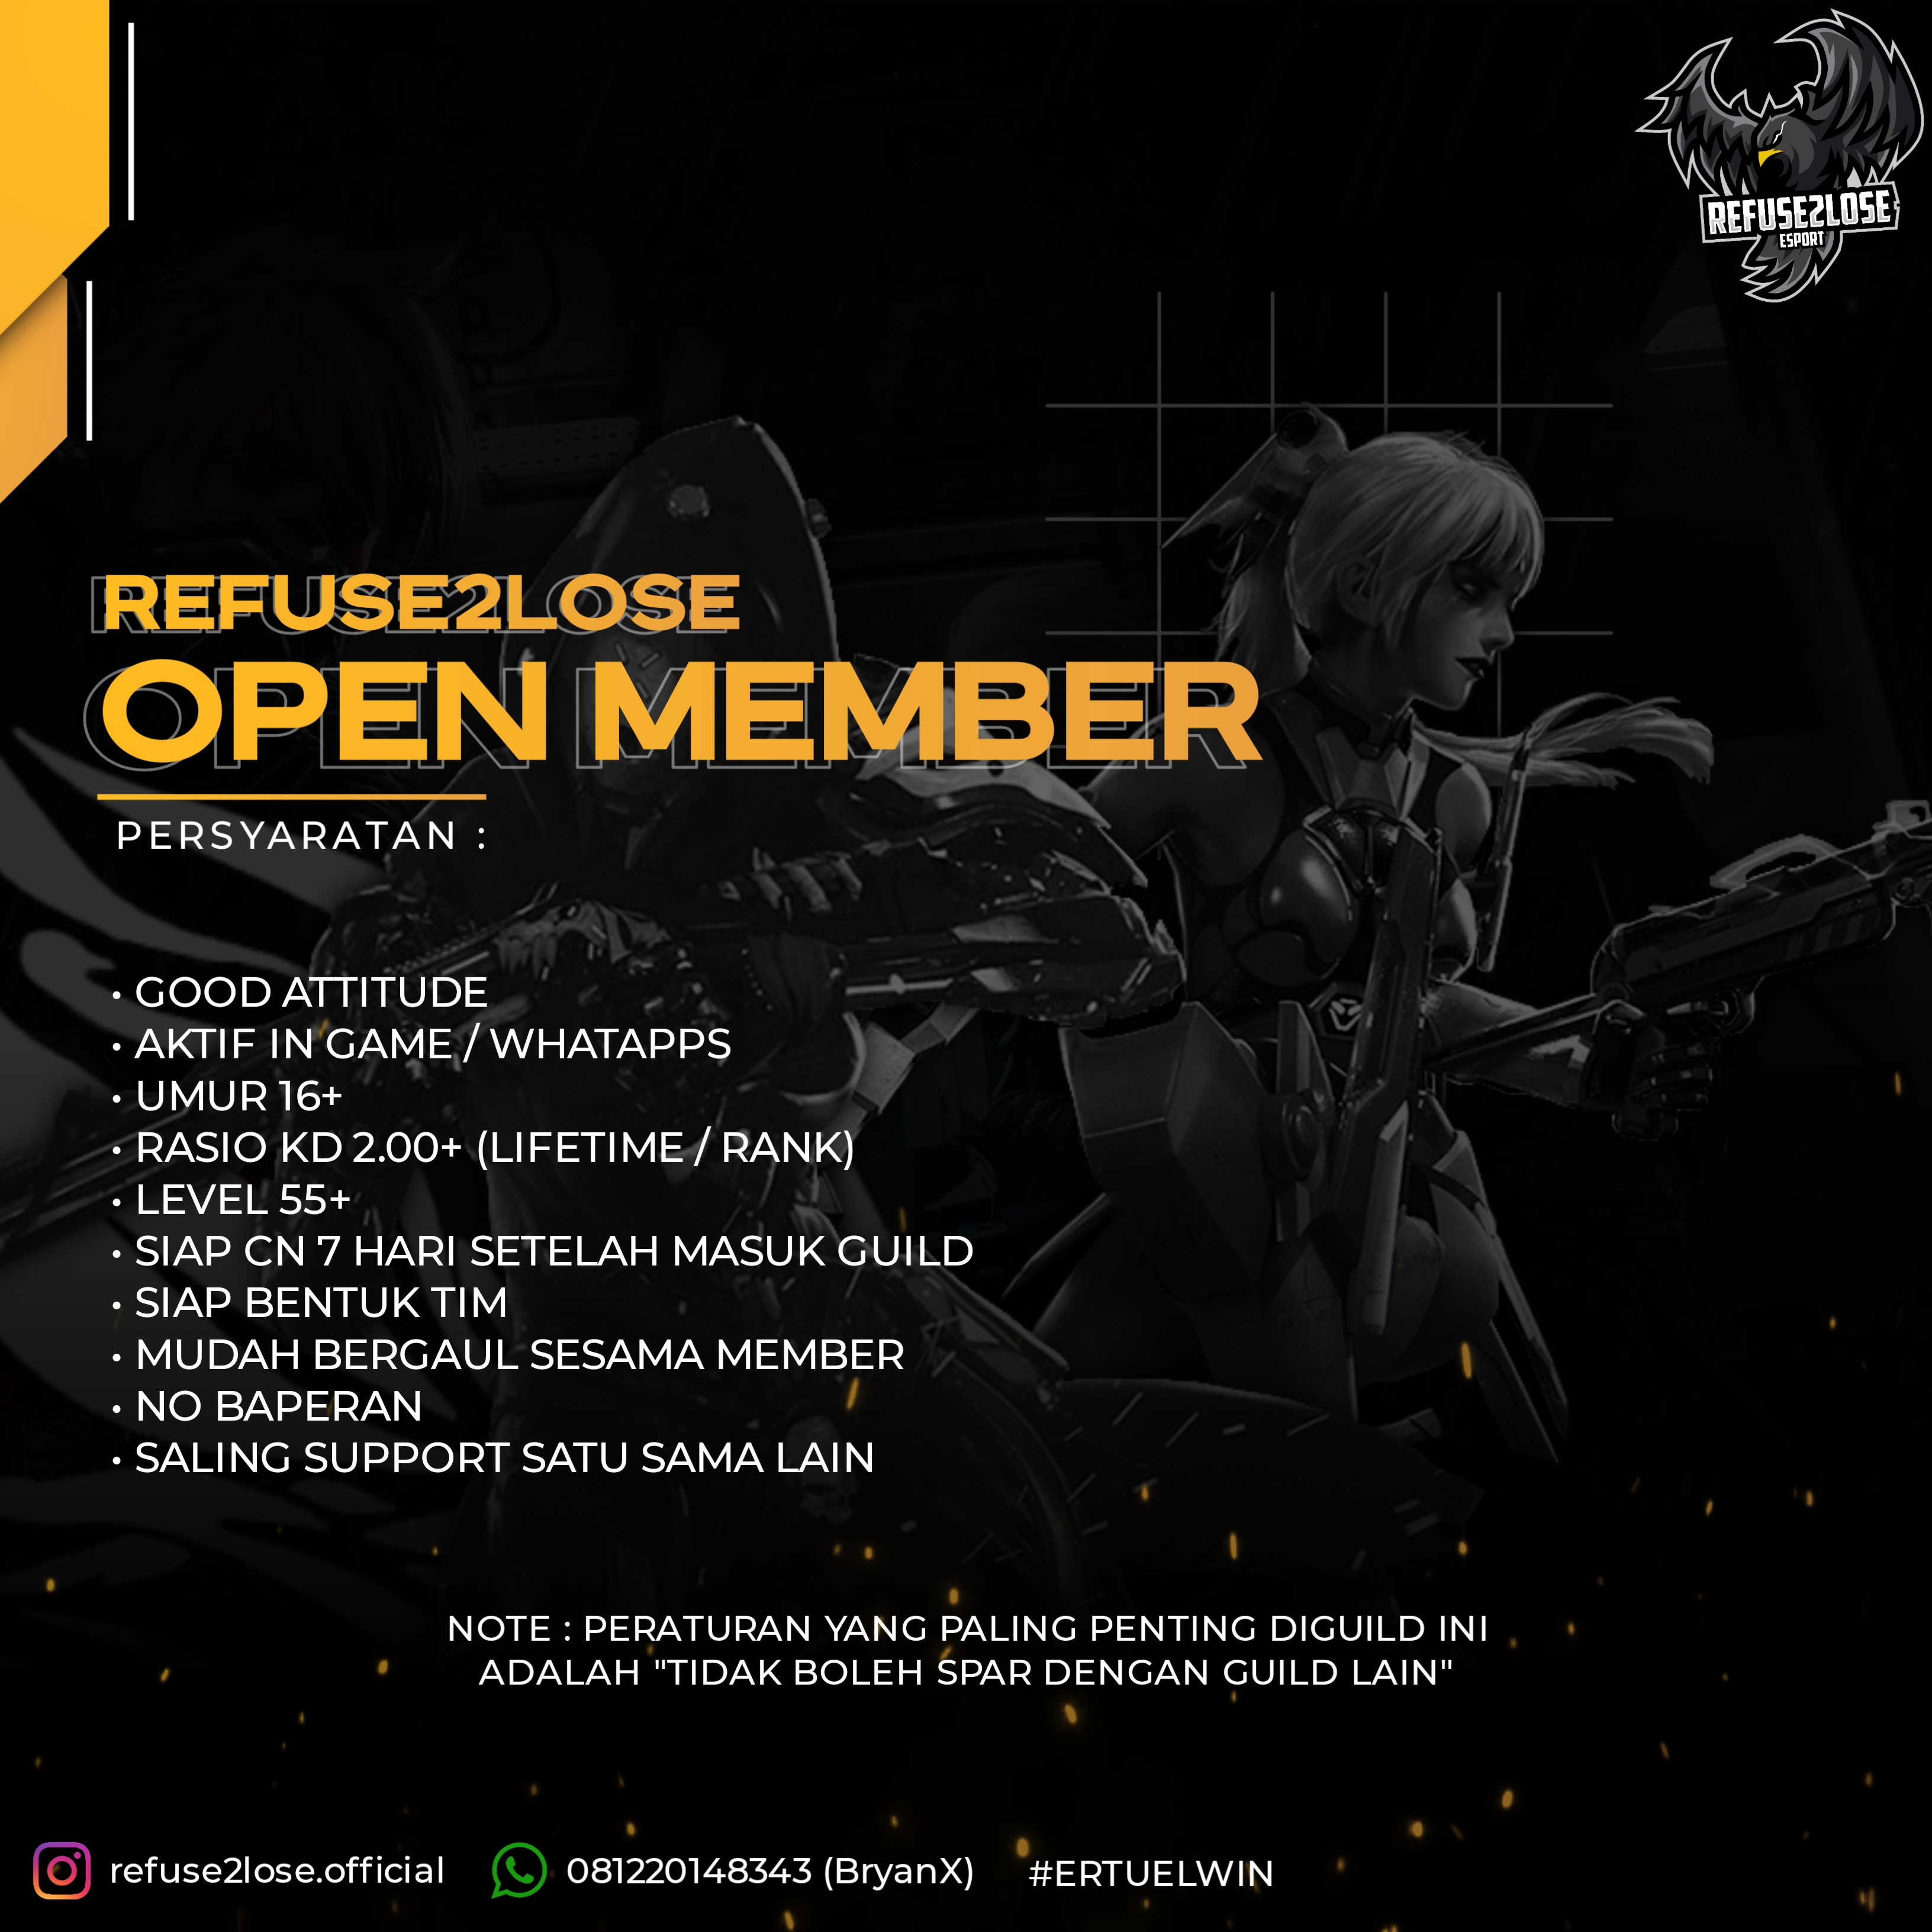 REFUSE2LOSE
ESPORT
REFUSE2LOSE
OPEN MEMBER
PERSYARATAN :
• GOOD ATTITUDE
• AKTIF IN GAME / WHATAPPS
• UMUR 16+
• RASIO KD 2.00+ (LIFETIME / RANK)
• LEVEL 55+
• SIAP CN 7 HARI SETELAH MASUK GUILD
• SIAP BENTUK TIM
• MUDAH BERGAUL SESAMA MEMBER
• NO BAPERAN
• SALING SUPPORT SATU SAMA LAIN
NOTE : PERATURAN YANG PALING PENTING DIGUILD INI
ADALAH "TIDAK BOLEH SPAR DENGAN GUILD LAIN"
refuse2lose.official 081220148343 (BryanX) #ERTUELWIN